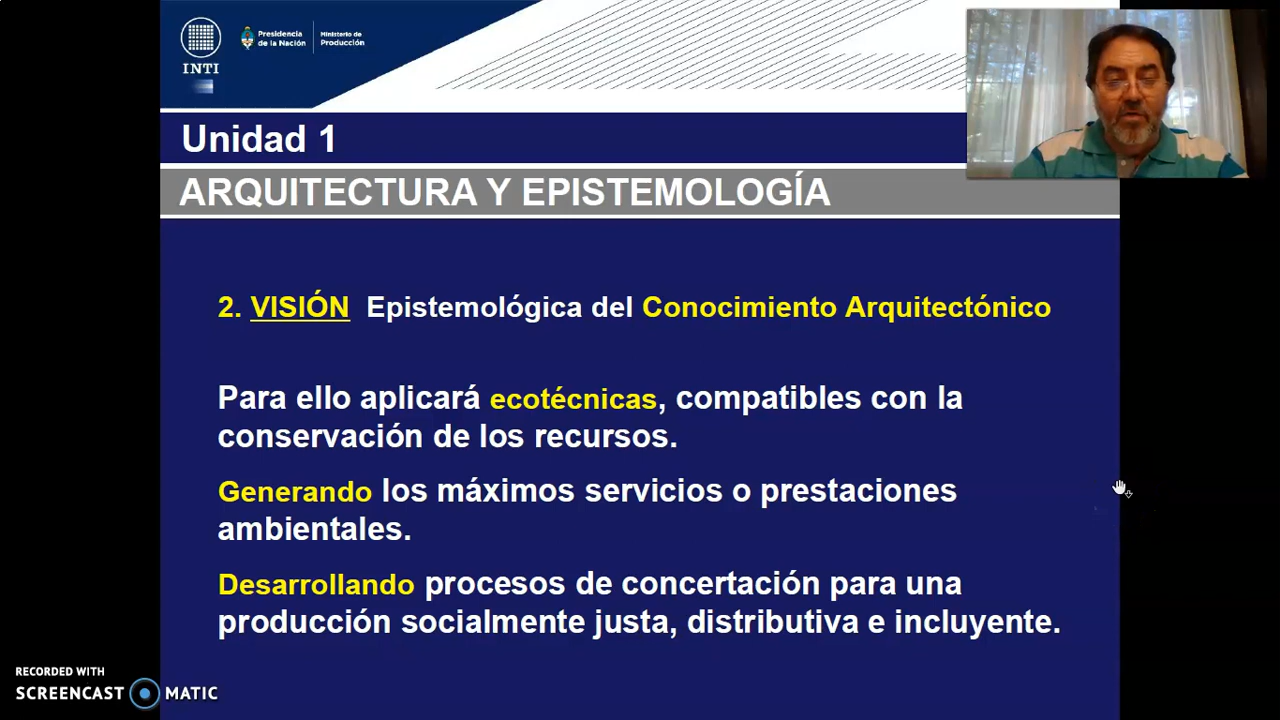 INTI
Presidencia
de la Nación
Ministerio de
Producción
Unidad 1
ARQUITECTURA Y EPISTEMOLOGÍA
2. VISIÓN Epistemológica del Conocimiento Arquitectónico
Para ello aplicará ecotécnicas, compatibles con la
conservación de los recursos.
Generando los máximos servicios o prestaciones
ambientales.
Desarrollando procesos de concertación para una
producción socialmente justa, distributiva e incluyente.
RECORDED WITH
SCREENCAST MATIC